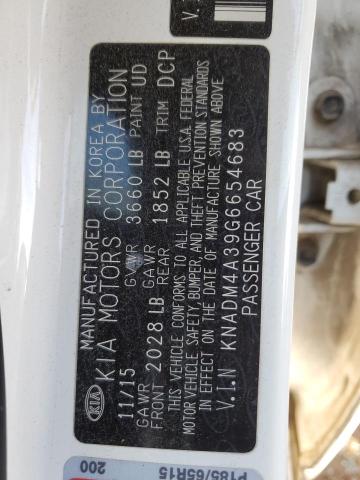 KIA
MANUFACTURED IN KOREA BY
KIA MOTORS CORPORATION
11/15 GVWR 3660 LB PAINT UD
GAWR FRONT 2028 LB GAWR REAR 1852 LB TRIM DCP
THIS VEHICLE CONFORMS TO ALL APPLICABLE U.S.A. FEDERAL
MOTOR VEHICLE SAFETY, BUMPER, AND THEFT PREVENTION STANDARDS
IN EFFECT ON THE DATE OF MANUFACTURE SHOWN ABOVE
V.I.N KNADM4A39G6654683
PASSENGER CAR
P185/65R15
200